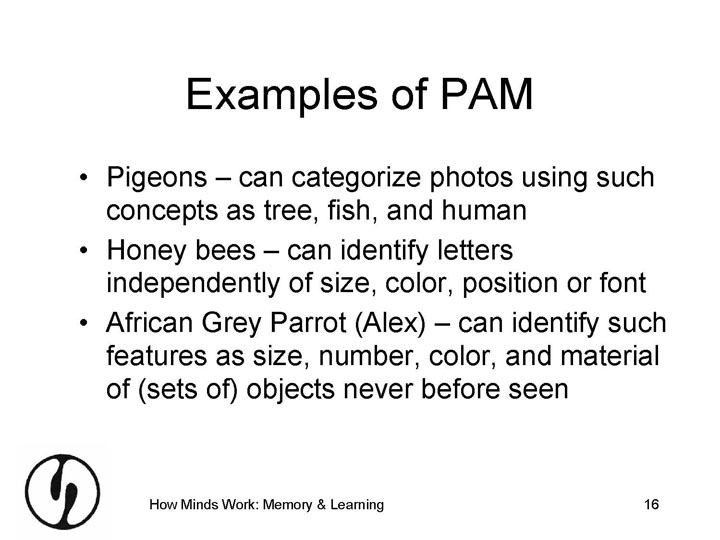 Examples of PAM
• Pigeons – can categorize photos using such
concepts as tree, fish, and human
• Honey bees – can identify letters
independently of size, color, position or font
• African Grey Parrot (Alex) – can identify such
features as size, number, color, and material
of (sets of) objects never before seen
How Minds Work: Memory & Learning
16